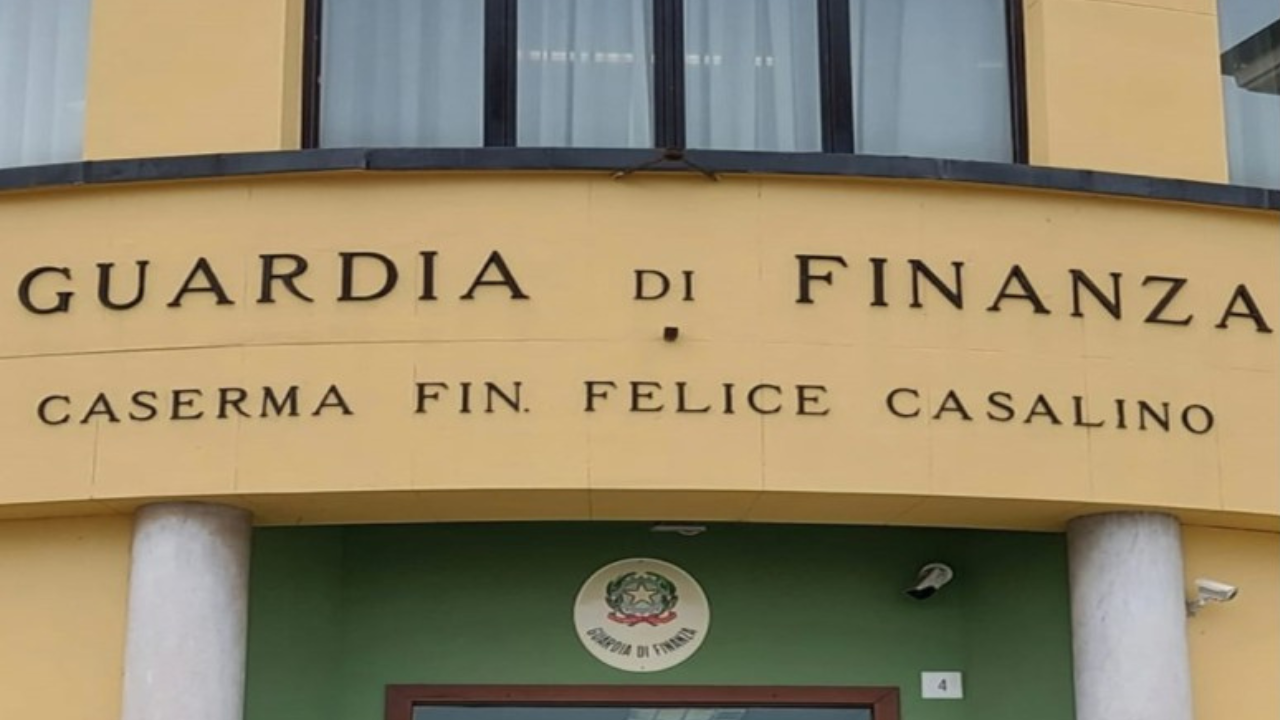 GUARDIA DI FINANZA
CASERMA FIN. FELICE CASALINO
GUARDIA DI FINANZA
4